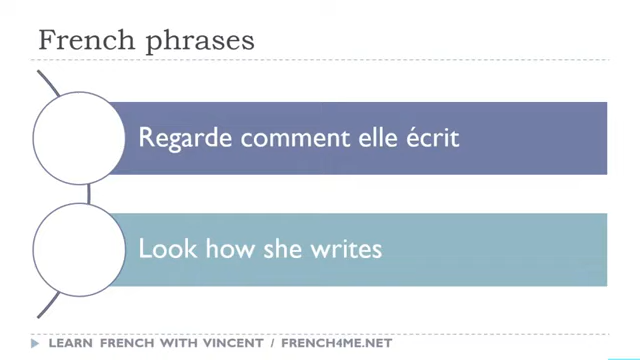 French phrases
Regarde comment elle écrit
Look how she writes
LEARN FRENCH WITH VINCENT / FRENCH4ME.NET